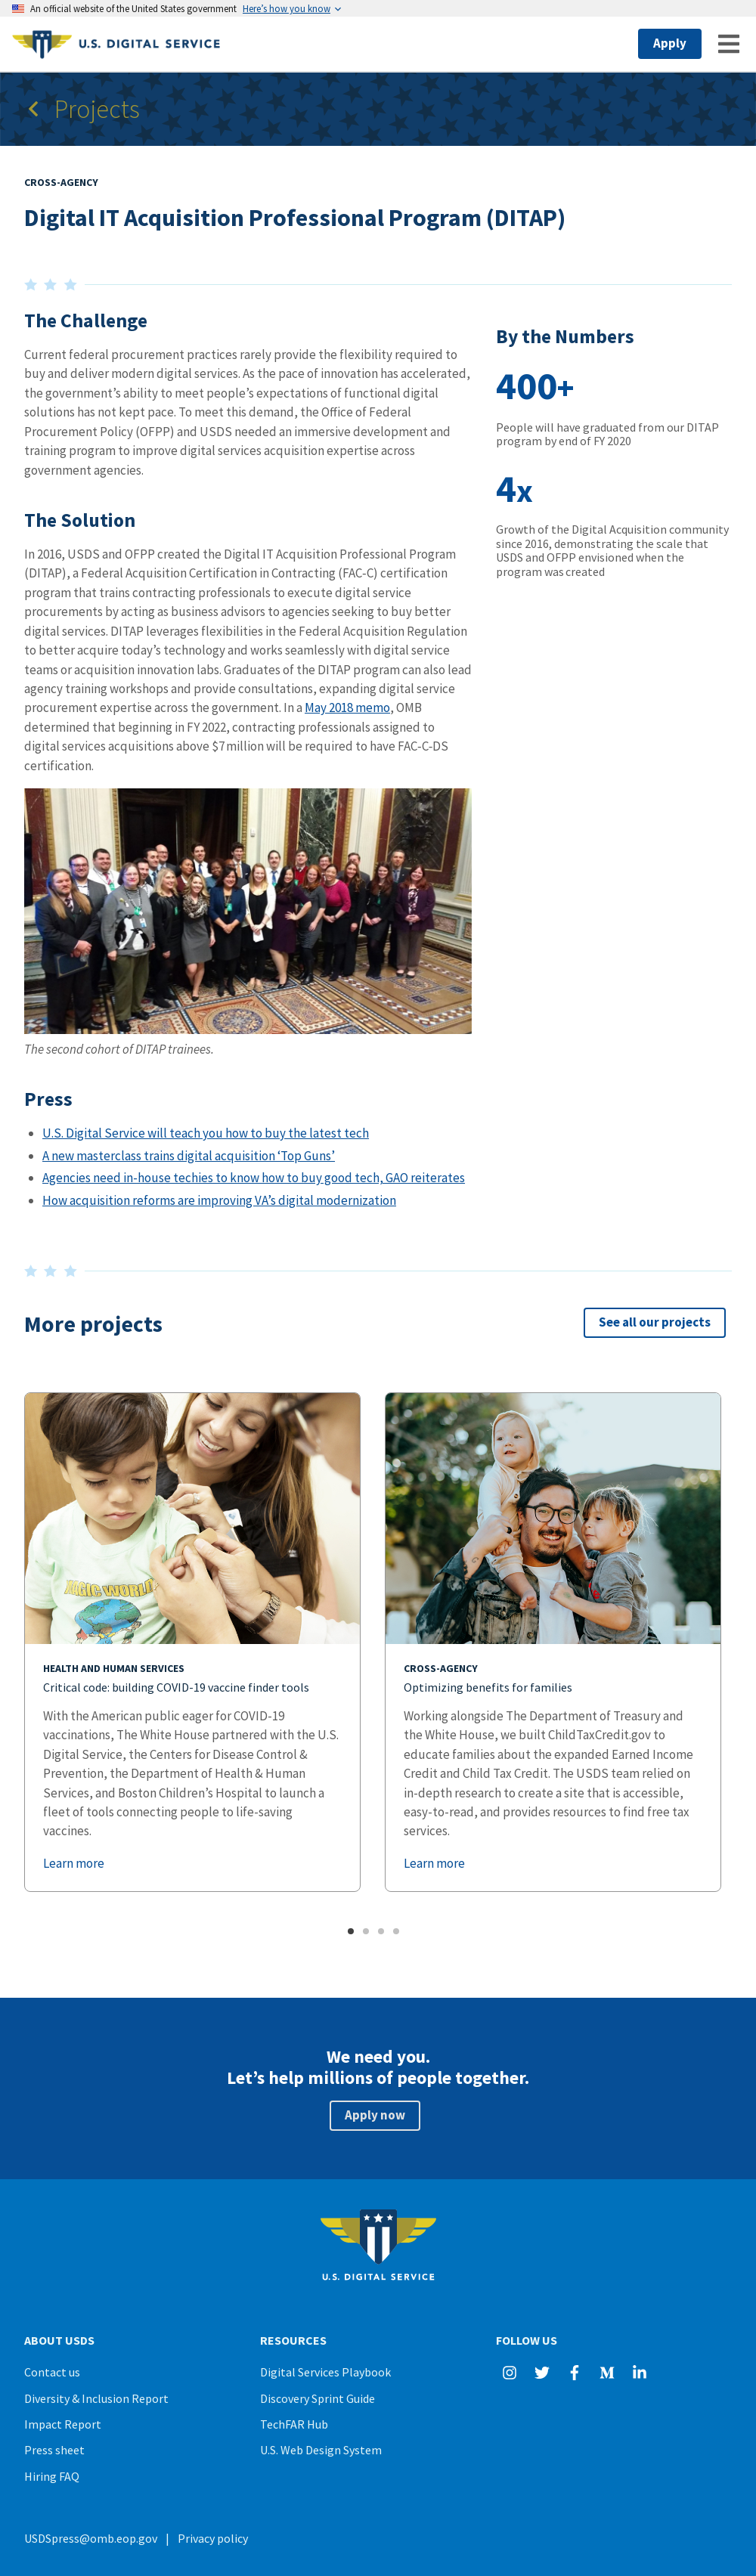 An official website of the United States government Here’s how you know
U.S. DIGITAL SERVICE
Apply
Projects
CROSS-AGENCY
Digital IT Acquisition Professional Program (DITAP)
The Challenge
Current federal procurement practices rarely provide the flexibility required to
buy and deliver modern digital services. As the pace of innovation has accelerated,
the government’s ability to meet people’s expectations of functional digital
solutions has not kept pace. To meet this demand, the Office of Federal
Procurement Policy (OFPP) and USDS needed an immersive development and
training program to improve digital services acquisition expertise across
government agencies.
The Solution
In 2016, USDS and OFPP created the Digital IT Acquisition Professional Program
(DITAP), a Federal Acquisition Certification in Contracting (FAC-C) certification
program that trains contracting professionals to execute digital service
procurements by acting as business advisors to agencies seeking to buy better
digital services. DITAP leverages flexibilities in the Federal Acquisition Regulation
to better acquire today’s technology and works seamlessly with digital service
teams or acquisition innovation labs. Graduates of the DITAP program can also lead
agency training workshops and provide consultations, expanding digital service
procurement expertise across the government. In a May 2018 memo, OMB
determined that beginning in FY 2022, contracting professionals assigned to
digital services acquisitions above $7 million will be required to have FAC-C-DS
certification.
The second cohort of DITAP trainees.
Press
U.S. Digital Service will teach you how to buy the latest tech
A new masterclass trains digital acquisition ‘Top Guns’
Agencies need in-house techies to know how to buy good tech, GAO reiterates
How acquisition reforms are improving VA’s digital modernization
By the Numbers
400+
People will have graduated from our DITAP
program by end of FY 2020
4x
Growth of the Digital Acquisition community
since 2016, demonstrating the scale that
USDS and OFPP envisioned when the
program was created
More projects
See all our projects
MAGIC WORLD
HEALTH AND HUMAN SERVICES
Critical code: building COVID-19 vaccine finder tools
With the American public eager for COVID-19
vaccinations, The White House partnered with the U.S.
Digital Service, the Centers for Disease Control &
Prevention, the Department of Health & Human
Services, and Boston Children’s Hospital to launch a
fleet of tools connecting people to life-saving
vaccines.
Learn more
CROSS-AGENCY
Optimizing benefits for families
Working alongside The Department of Treasury and
the White House, we built ChildTaxCredit.gov to
educate families about the expanded Earned Income
Credit and Child Tax Credit. The USDS team relied on
in-depth research to create a site that is accessible,
easy-to-read, and provides resources to find free tax
services.
Learn more
We need you.
Let’s help millions of people together.
Apply now
U.S. DIGITAL SERVICE
ABOUT USDS
Contact us
Diversity & Inclusion Report
Impact Report
Press sheet
Hiring FAQ
RESOURCES
Digital Services Playbook
Discovery Sprint Guide
TechFAR Hub
U.S. Web Design System
FOLLOW US
USDSpress@omb.eop.gov | Privacy policy